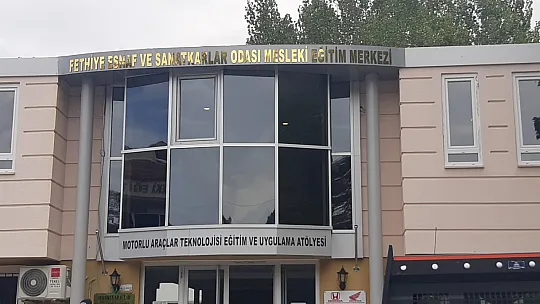 FETHİYE ESNAF VE SANATKARLAR ODASI MESLEKİ EĞİTİM MERKEZİ
MOTORLU ARAÇLAR TEKNOLOJİSİ EĞİTİM VE UYGULAMA ATÖLYESİ